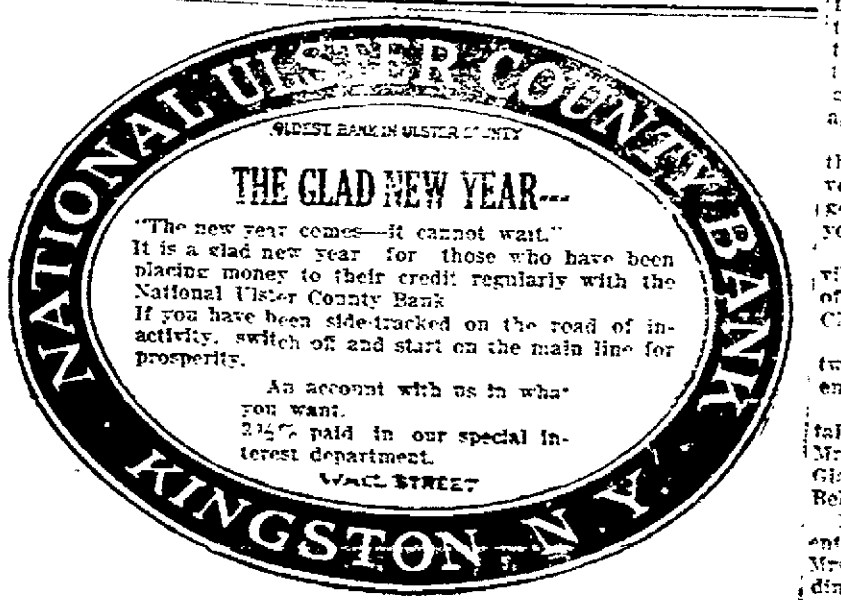 NATIONAL ULSTER COUNTY BANK
OLDEST BANK IN ULSTER COUNTY
THE GLAD NEW YEAR---
"The new year comes—it cannot wait."
It is a glad new year for those who have been
placing money to their credit regularly with the
National Ulster County Bank
If you have been side-tracked on the road of in-
activity, switch off and start on the main line for
prosperity.
An account with us in what
you want.
2½% paid in our special in-
terest department.
WALL STREET
KINGSTON, N.Y.